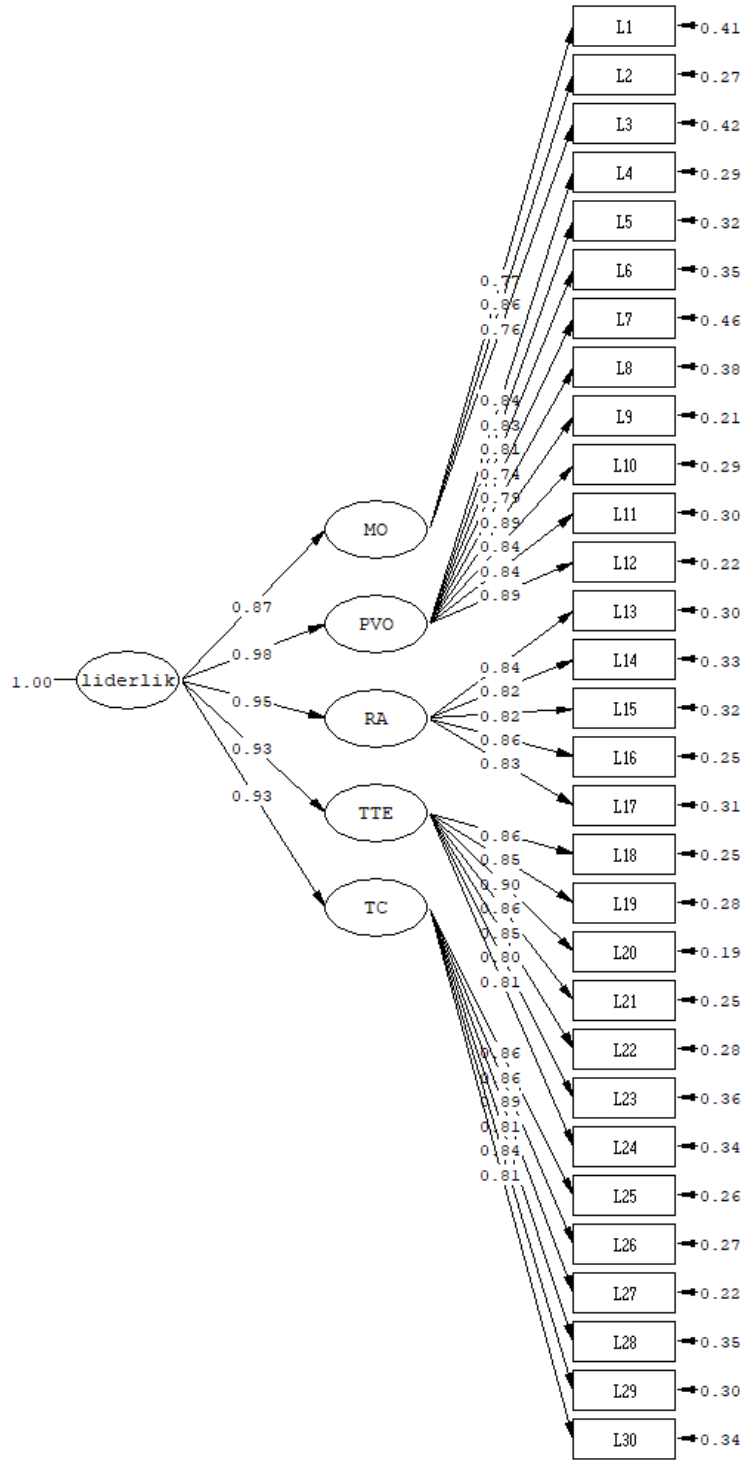 L1 0.41
L2 0.27
L3 0.42
L4 0.29
L5 0.32
L6 0.35
L7 0.46
L8 0.38
L9 0.21
L10 0.29
L11 0.30
L12 0.22
L13 0.30
L14 0.33
L15 0.32
L16 0.25
L17 0.31
L18 0.25
L19 0.28
L20 0.19
L21 0.25
L22 0.28
L23 0.36
L24 0.34
L25 0.26
L26 0.27
L27 0.22
L28 0.35
L29 0.30
L30 0.34
0.77
0.86
0.76
0.84
0.83
0.81
0.74
0.79
0.89
0.84
0.84
0.89
0.84
0.82
0.82
0.86
0.83
0.86
0.85
0.90
0.86
0.85
0.80
0.81
0.86
0.86
0.89
0.81
0.84
0.81
MO
PVO
RA
TTE
TC
0.87
0.98
0.95
0.93
0.93
1.00
liderlik